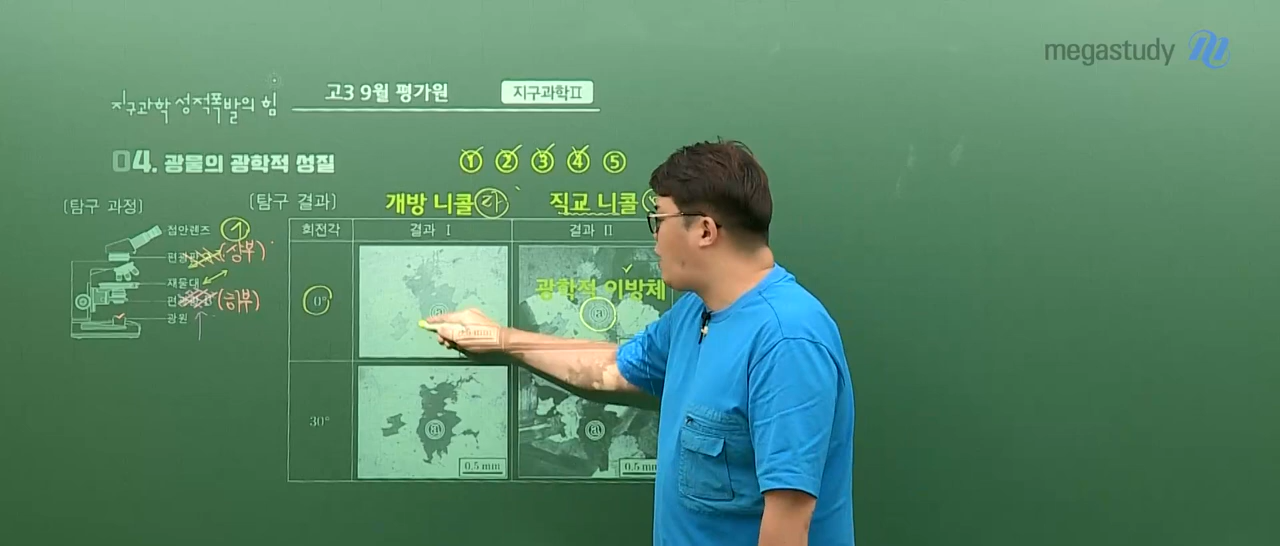 megastudy
지구과학 성적폭발의 힘
고3 9월 평가원
지구과학Ⅱ
04. 광물의 광학적 성질
① ② ③ ④ ⑤
[탐구 과정]
[탐구 결과]
개방 니콜
직교 니콜
접안렌즈 ①
(상부)
재물대
(하부)
광원
회전각
결과 Ⅰ
결과 Ⅱ
0°
ⓐ
광학적 이방체
ⓐ
30°
ⓐ
0.5 mm
ⓐ
0.5 mm